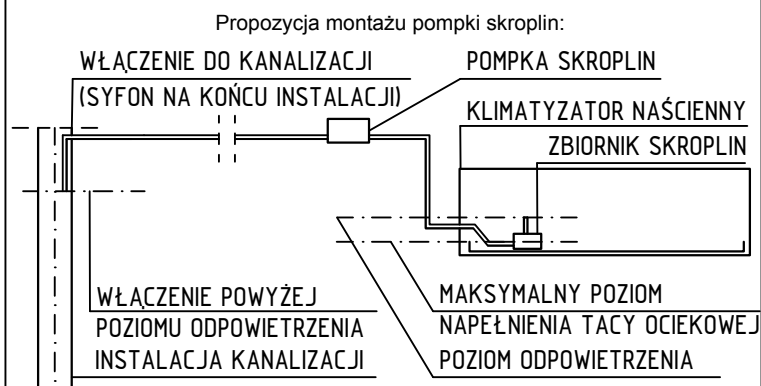 Propozycja montażu pompki skroplin:
WŁĄCZENIE DO KANALIZACJI
(SYFON NA KOŃCU INSTALACJI)
POMPKA SKROPLIN
KLIMATYZATOR NAŚCIENNY
ZBIORNIK SKROPLIN
WŁĄCZENIE POWYŻEJ
POZIOMU ODPOWIETRZENIA
INSTALACJA KANALIZACJI
MAKSYMALNY POZIOM
NAPEŁNIENIA TACY OCIEKOWEJ
POZIOM ODPOWIETRZENIA